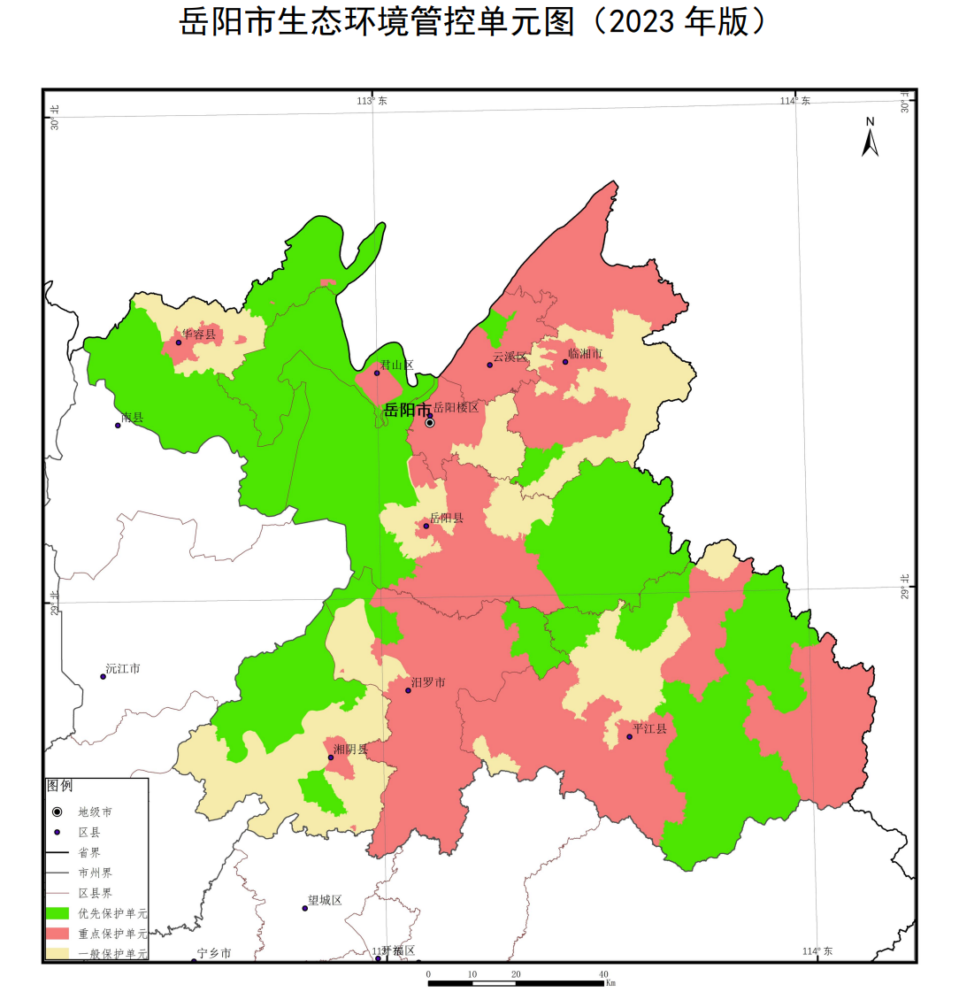 岳阳市生态环境管控单元图（2023 年版）
113° 东
114° 东
30° 北
30° 北
N
华容县
君山区
云溪区
临湘市
岳阳市
岳阳楼区
南县
岳阳县
29° 北
29° 北
沅江市
汨罗市
平江县
湘阴县
图例
地级市
区县
省界
市州界
区县界
优先保护单元
重点保护单元
一般保护单元
望城区
宁乡市
开福区
114° 东
0 10 20 40
Km